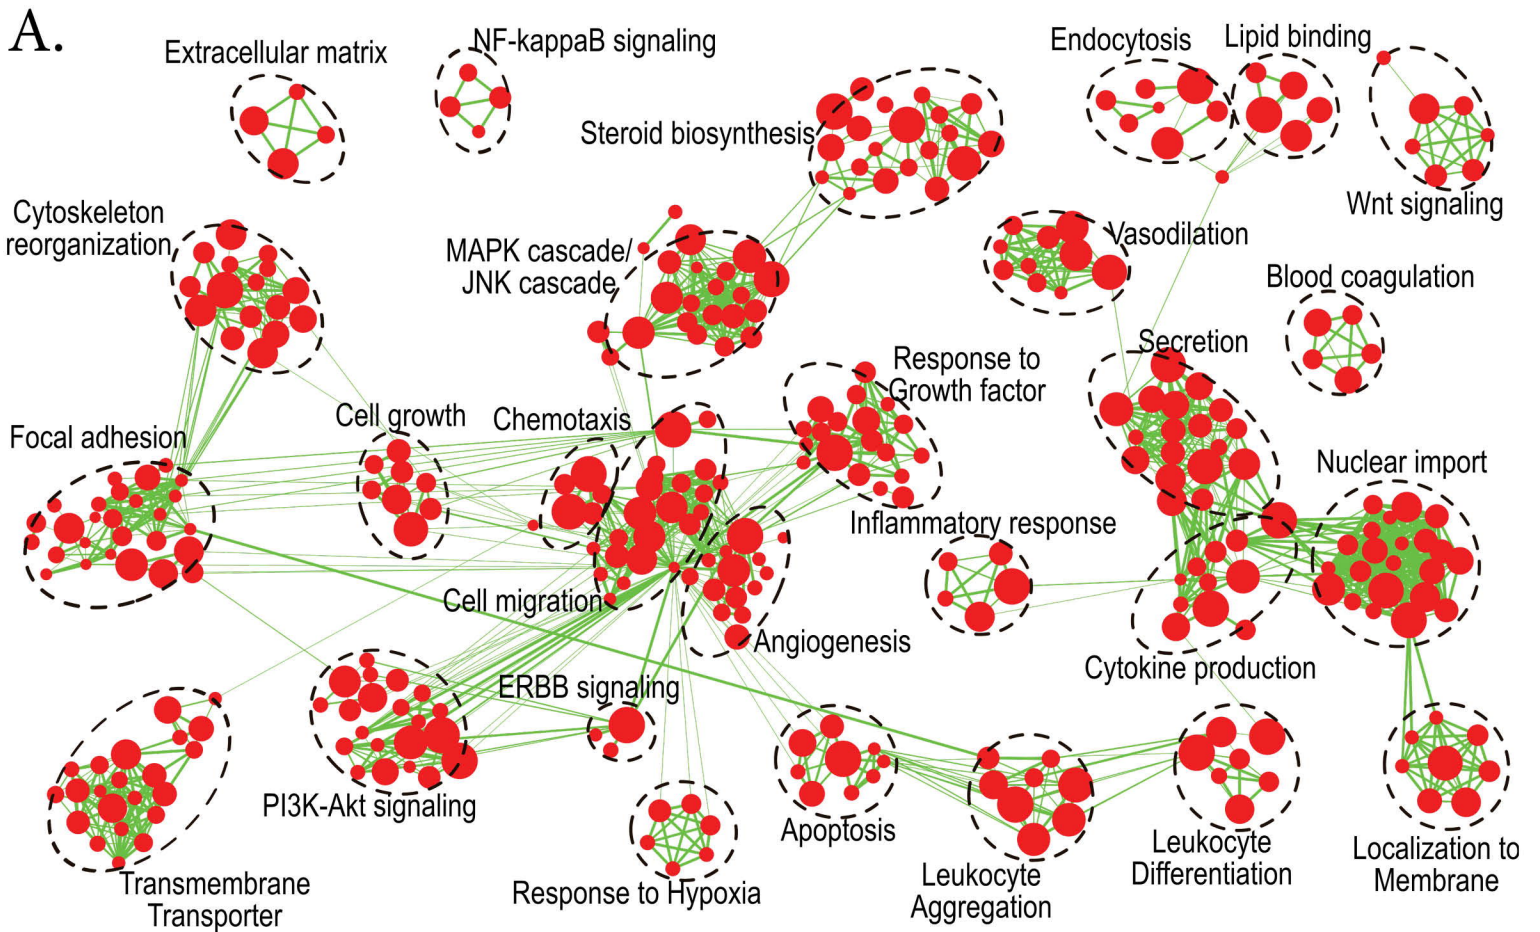 A.
Extracellular matrix
NF-kappaB signaling
Endocytosis
Lipid binding
Steroid biosynthesis
Wnt signaling
Cytoskeleton
reorganization
MAPK cascade/
JNK cascade
Vasodilation
Blood coagulation
Secretion
Response to
Growth factor
Cell growth
Chemotaxis
Focal adhesion
Nuclear import
Inflammatory response
Cell migration
Angiogenesis
Cytokine production
ERBB signaling
PI3K-Akt signaling
Apoptosis
Leukocyte
Differentiation
Localization to
Membrane
Transmembrane
Transporter
Response to Hypoxia
Leukocyte
Aggregation